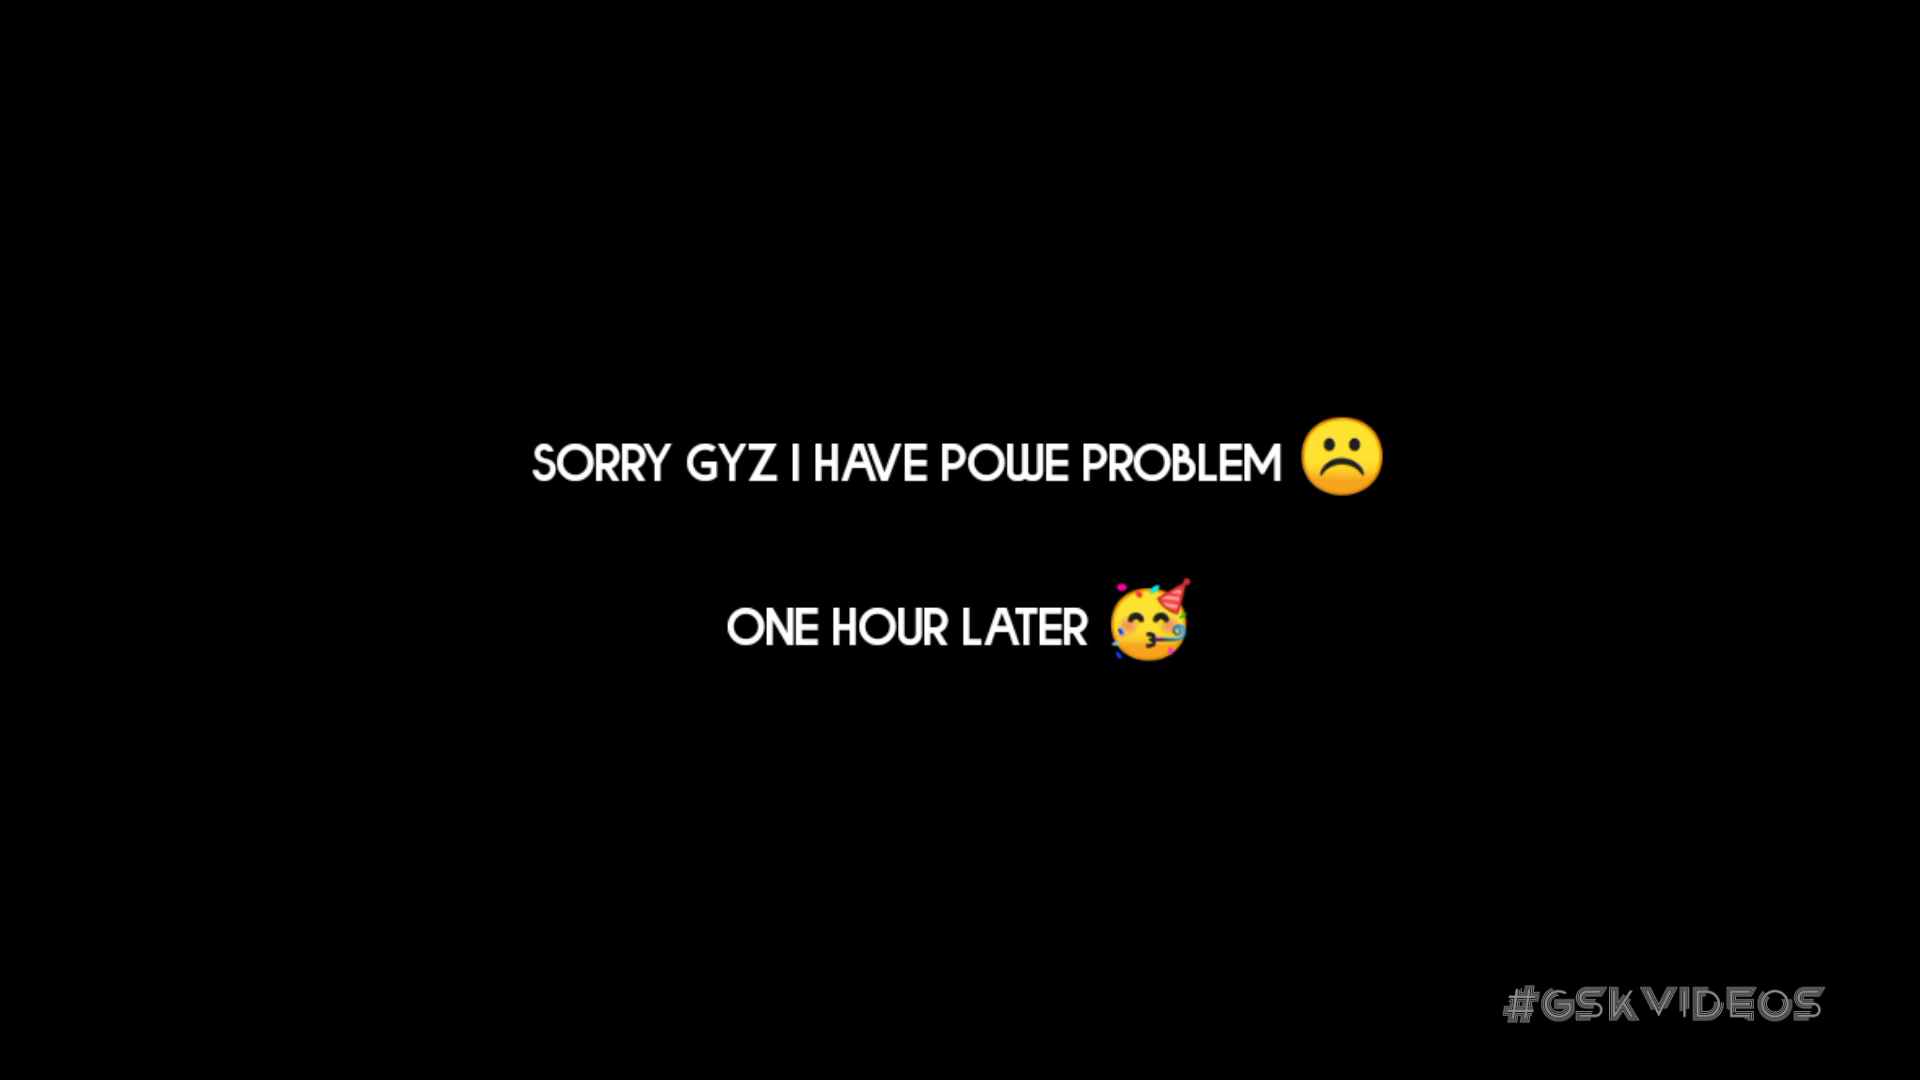 SORRY GYZ I HAVE POWE PROBLEM ☹️
ONE HOUR LATER 🥳
#GSKVIDEOS